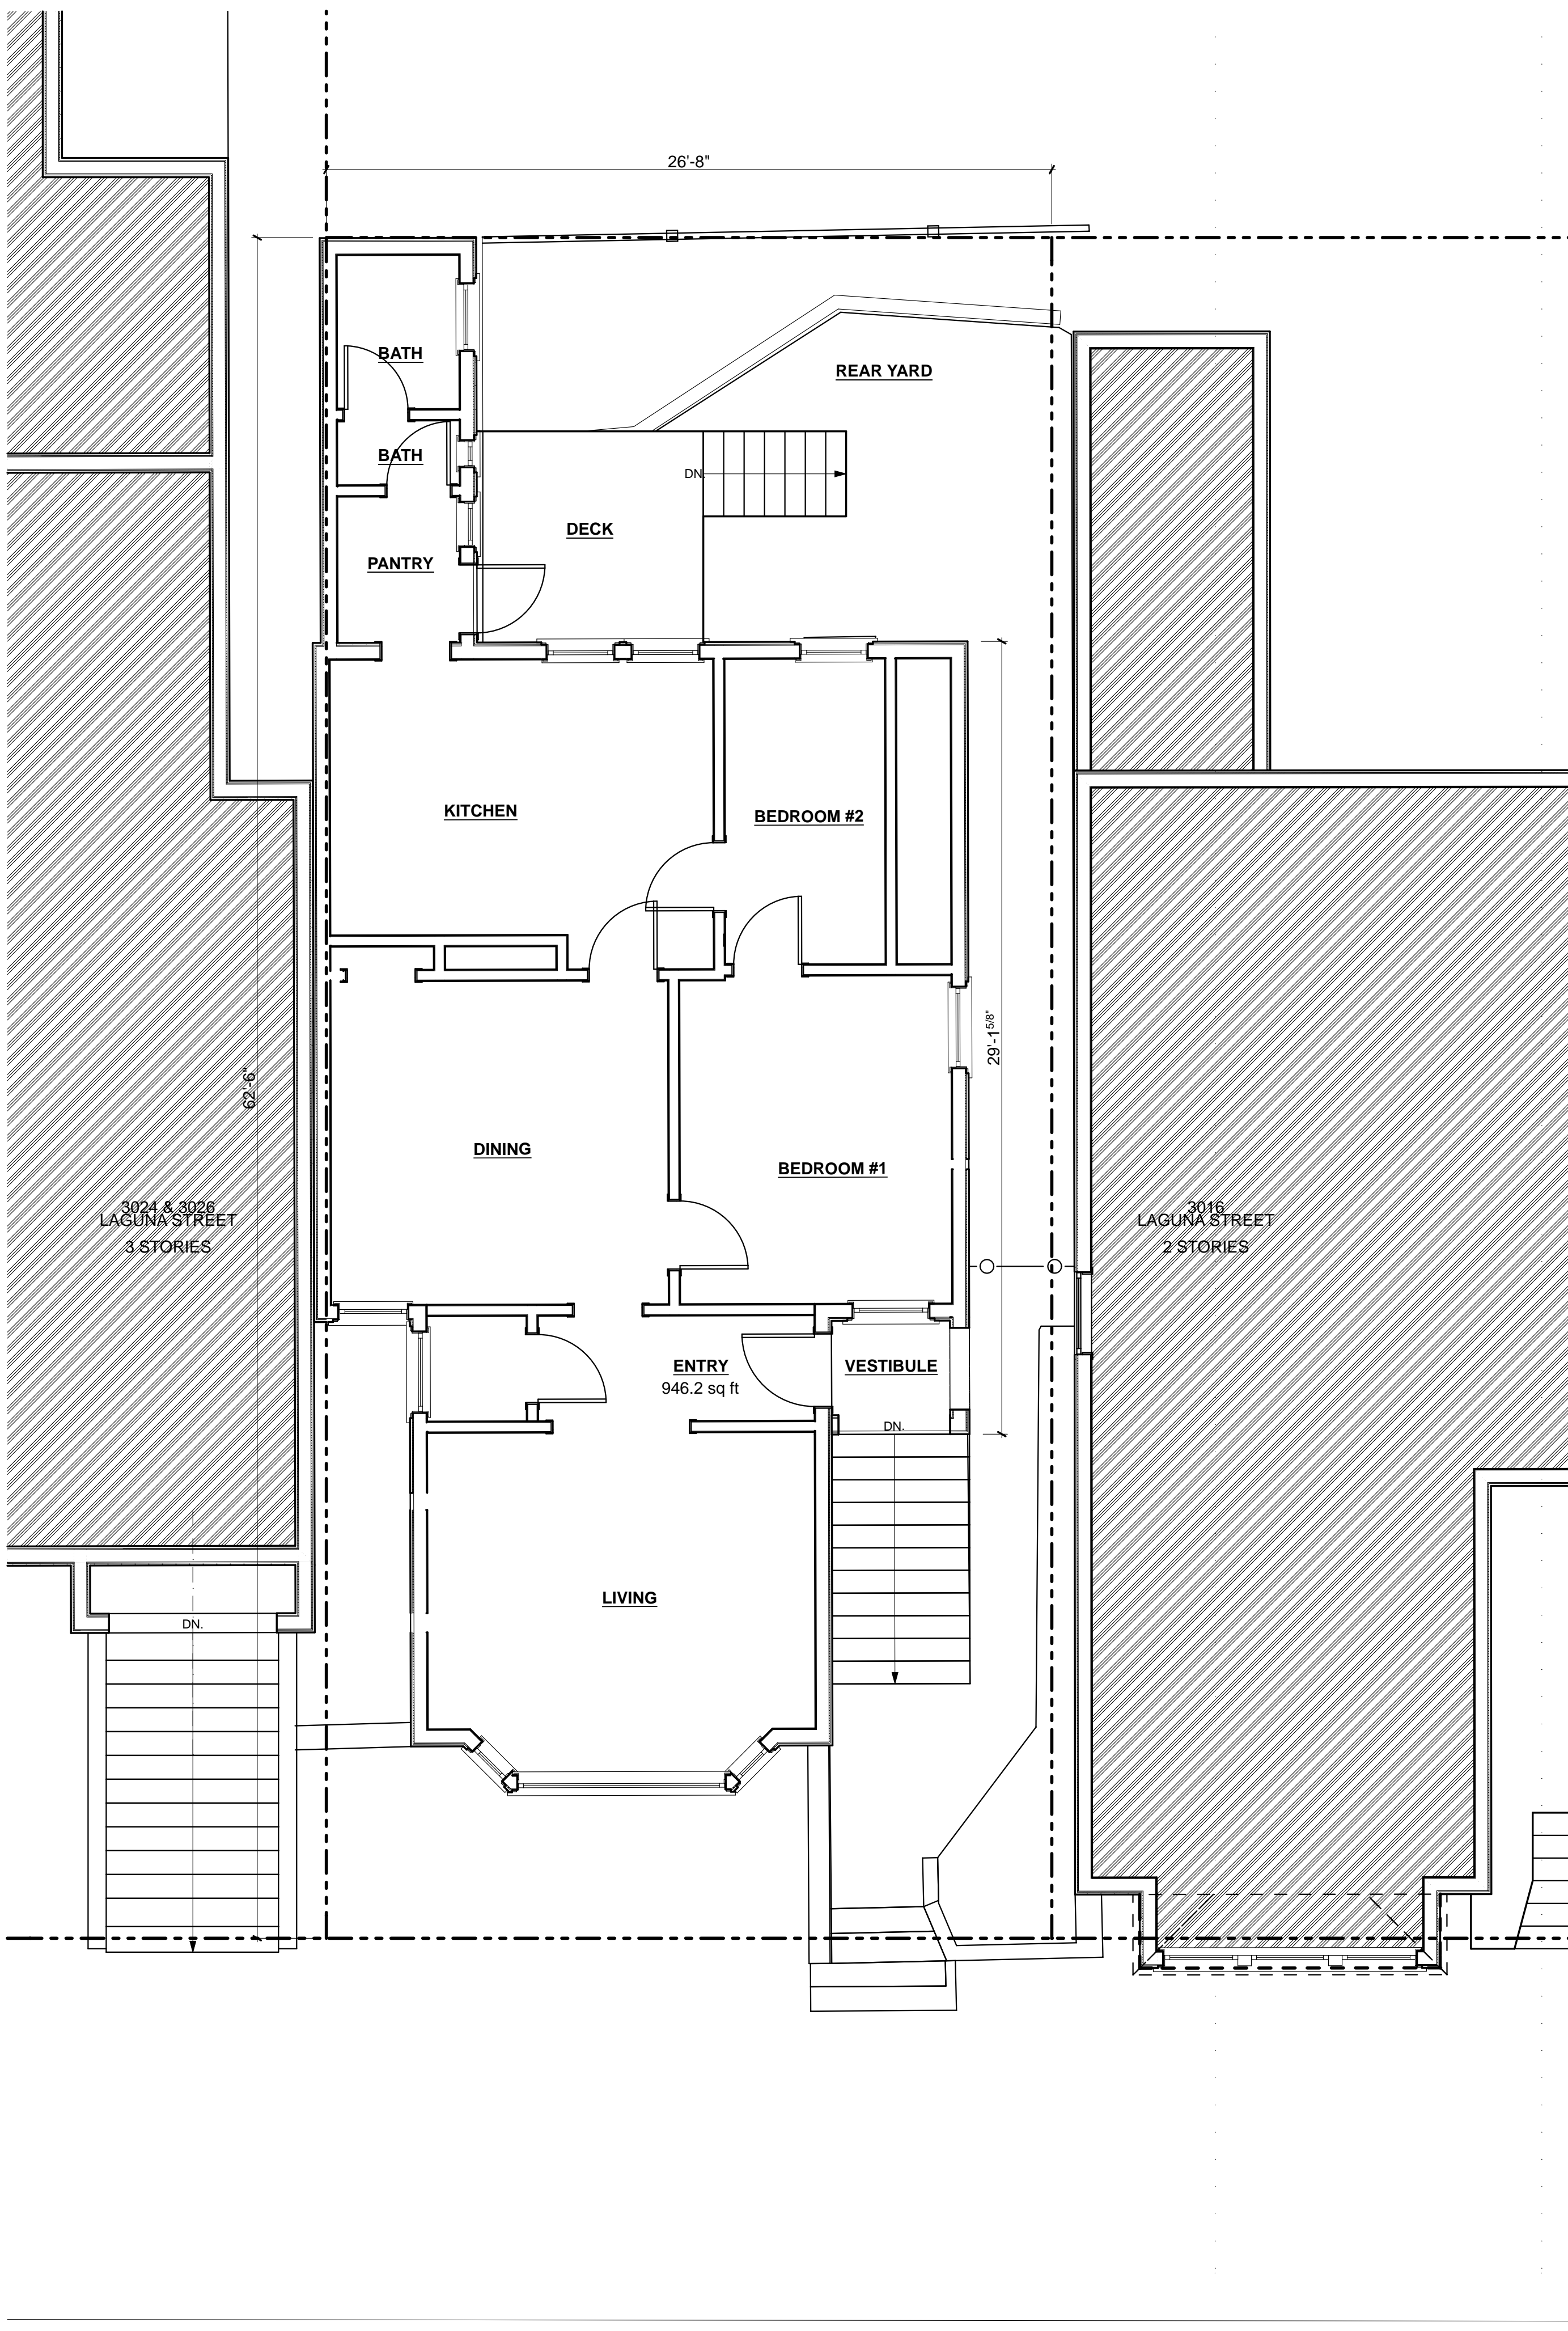 26'-8"
BATH
REAR YARD
BATH
DN.
DECK
PANTRY
KITCHEN
BEDROOM #2
29'-1 5/8"
62'-6"
DINING
BEDROOM #1
3024 & 3026
LAGUNA STREET
3 STORIES
3016
LAGUNA STREET
2 STORIES
ENTRY
946.2 sq ft
VESTIBULE
DN.
LIVING
DN.